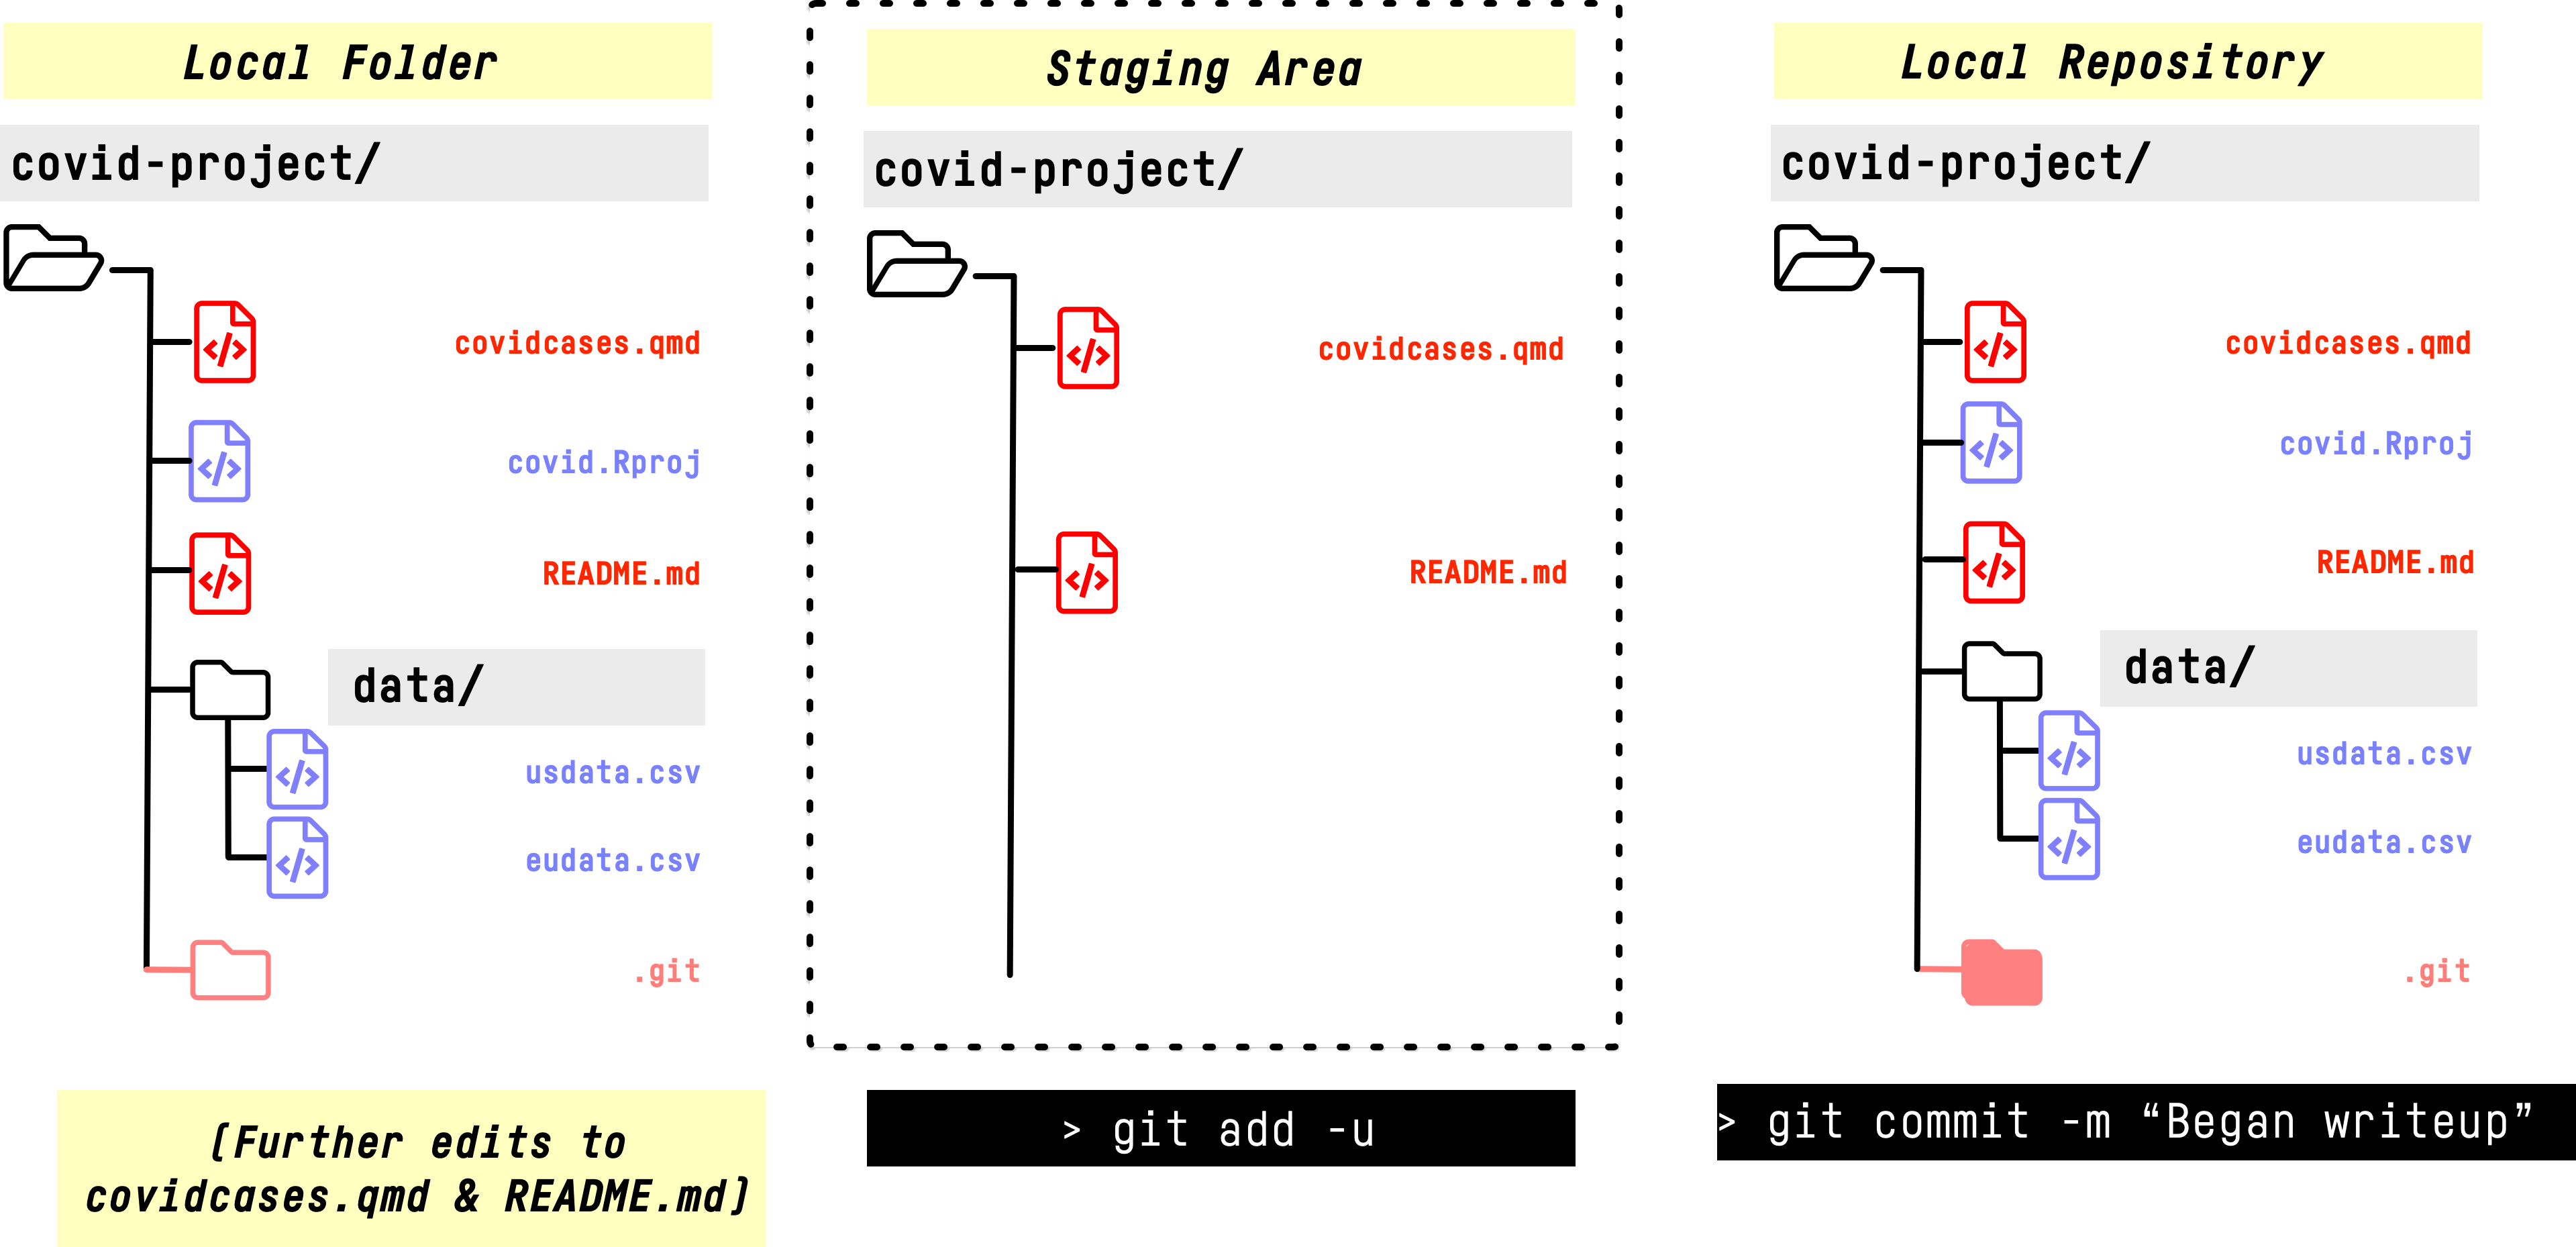 Local Folder
covid-project/
covidcases.qmd
covid.Rproj
README.md
data/
usdata.csv
eudata.csv
.git
[Further edits to
covidcases.qmd & README.md]
Staging Area
covid-project/
covidcases.qmd
README.md
> git add -u
Local Repository
covid-project/
covidcases.qmd
covid.Rproj
README.md
data/
usdata.csv
eudata.csv
.git
> git commit -m “Began writeup”